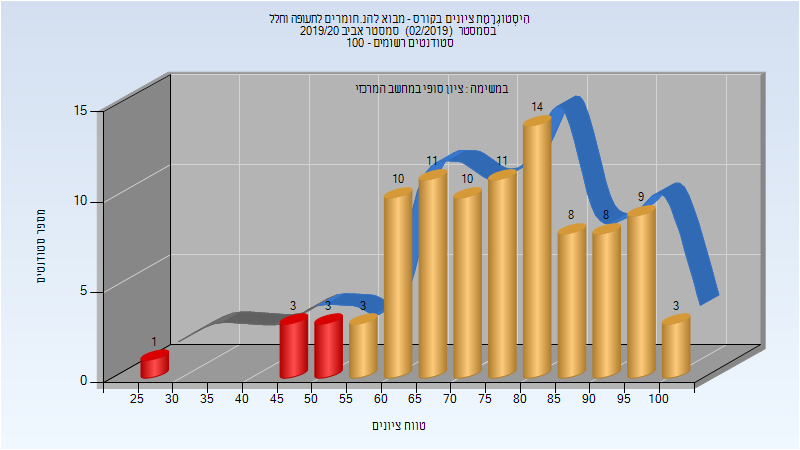 היסטוגרמת ציונים בקורס - מבוא להנ. חומרים לתעופה וחלל
בסמסטר (02/2019) סמסטר אביב 2019/20
סטודנטים רשומים - 100
במשימה : ציון סופי במחשב המרכזי
15
10
5
0
מספר סטודנטים
1
3
3
3
10
11
10
11
14
8
8
9
3
25 30 35 40 45 50 55 60 65 70 75 80 85 90 95 100
טווח ציונים